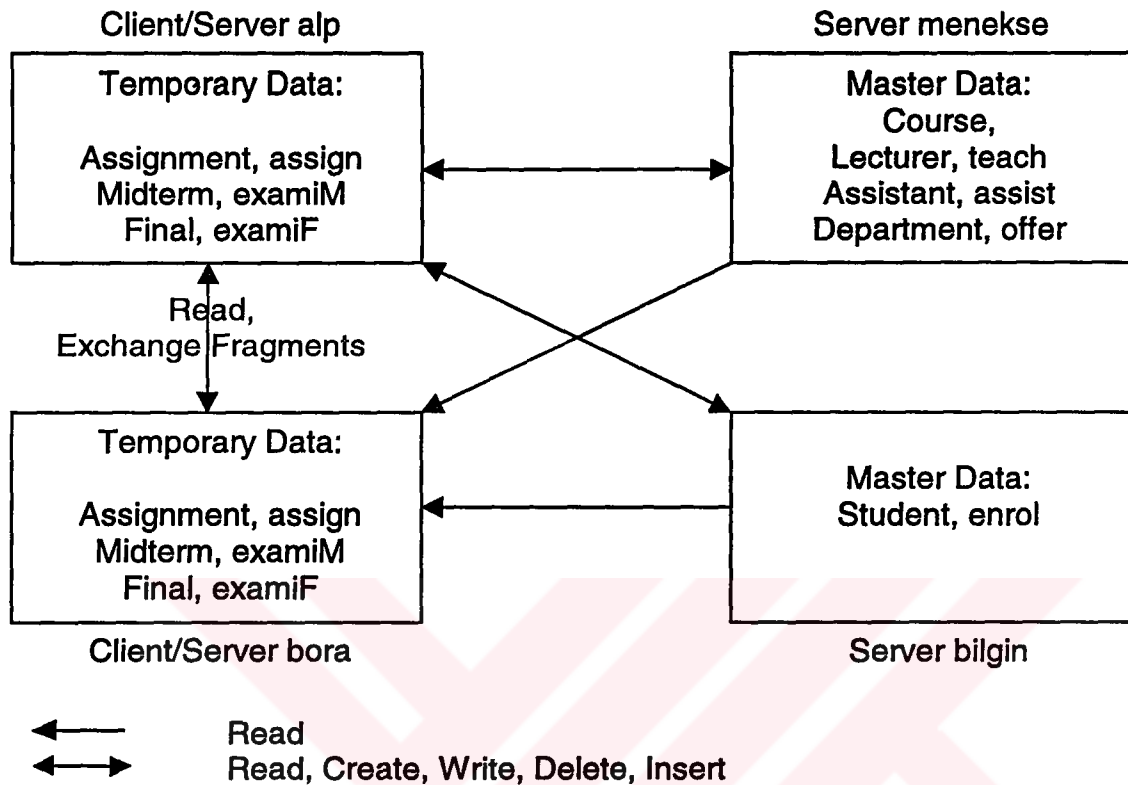 Client/Server alp
Temporary Data:
Assignment, assign
Midterm, examiM
Final, examiF
Server menekse
Master Data:
Course,
Lecturer, teach
Assistant, assist
Department, offer
Read,
Exchange Fragments
Temporary Data:
Assignment, assign
Midterm, examiM
Final, examiF
Client/Server bora
Master Data:
Student, enrol
Server bilgin
Read
Read, Create, Write, Delete, Insert